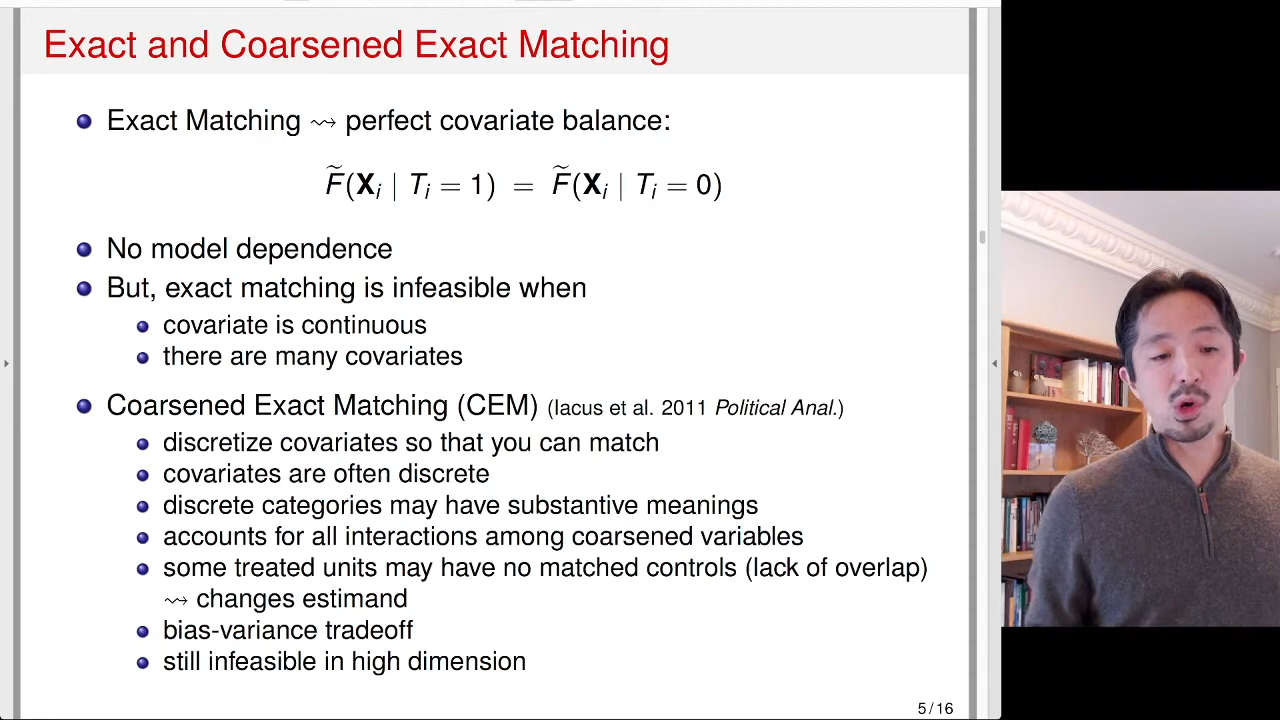 Exact and Coarsened Exact Matching
Exact Matching ⇝ perfect covariate balance:
F̃(Xᵢ | Tᵢ = 1) = F̃(Xᵢ | Tᵢ = 0)
No model dependence
But, exact matching is infeasible when
covariate is continuous
there are many covariates
Coarsened Exact Matching (CEM) (Iacus et al. 2011 Political Anal.)
discretize covariates so that you can match
covariates are often discrete
discrete categories may have substantive meanings
accounts for all interactions among coarsened variables
some treated units may have no matched controls (lack of overlap)
⇝ changes estimand
bias-variance tradeoff
still infeasible in high dimension
5 / 16